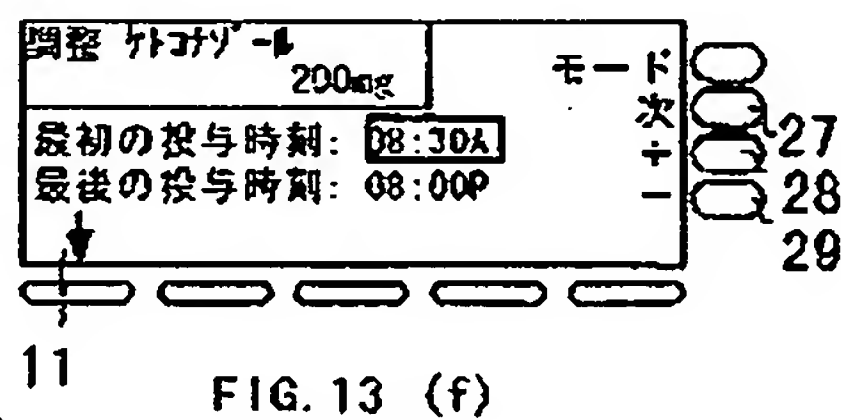 調整 ケトコナゾール
200mg
モード
次
+
−
最初の投与時刻: 08:30A
最後の投与時刻: 08:00P
27
28
29
11
FIG. 13 (f)